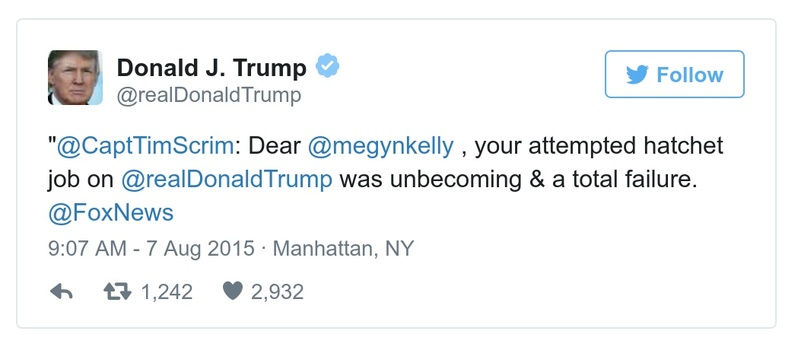 Donald J. Trump
@realDonaldTrump
Follow
"@CaptTimScrim: Dear @megynkelly , your attempted hatchet
job on @realDonaldTrump was unbecoming & a total failure.
@FoxNews
9:07 AM - 7 Aug 2015 · Manhattan, NY
1,242 2,932